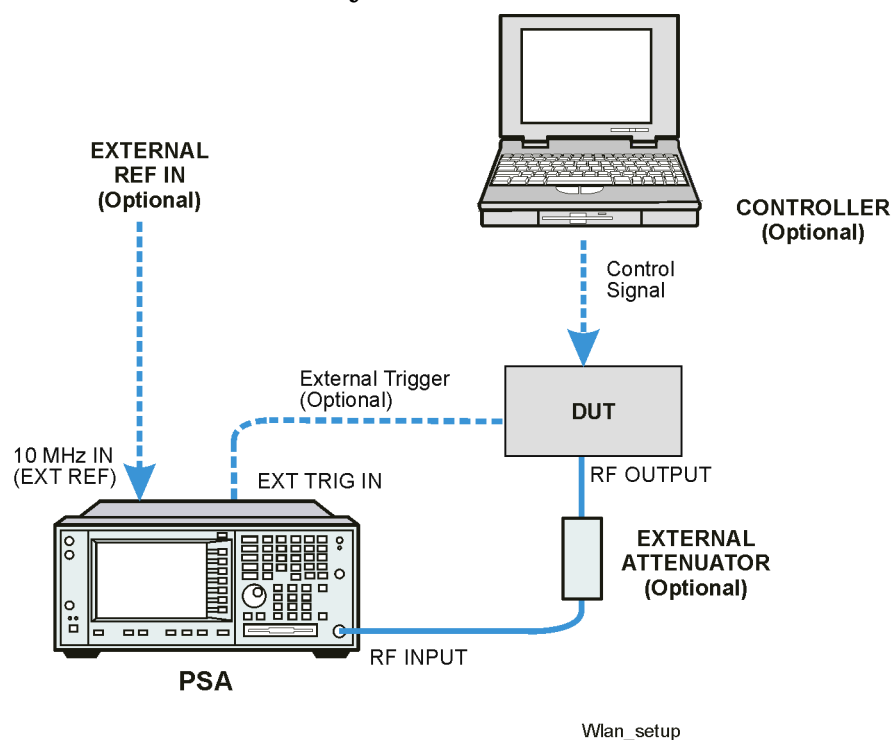 EXTERNAL
REF IN
(Optional)
CONTROLLER
(Optional)
Control
Signal
External Trigger
(Optional)
DUT
10 MHz IN
(EXT REF)
EXT TRIG IN
RF OUTPUT
EXTERNAL
ATTENUATOR
(Optional)
RF INPUT
PSA
Wlan_setup